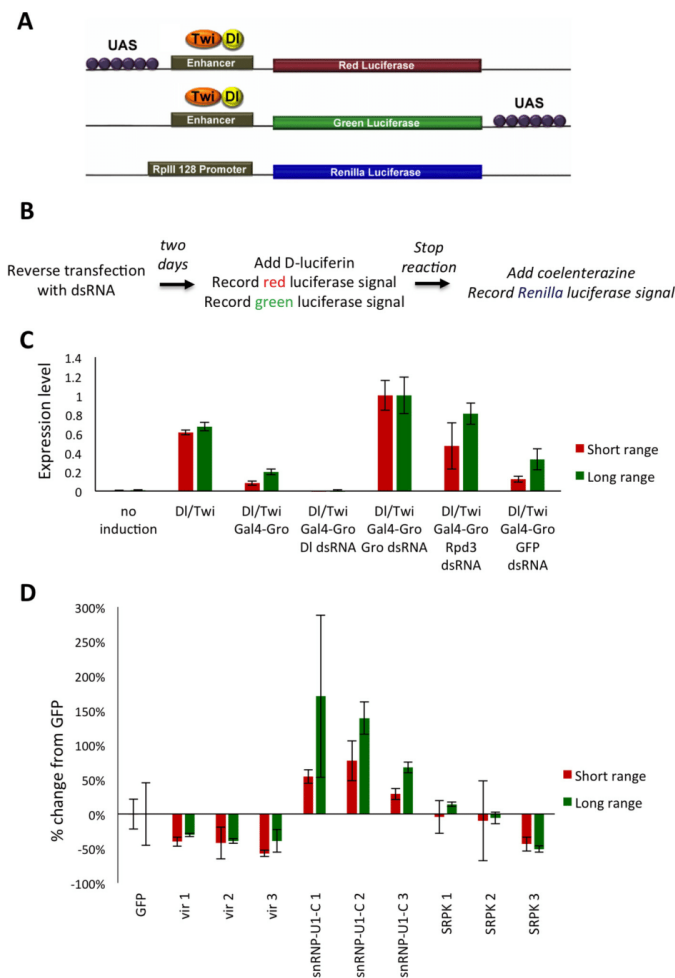 A
UAS
Twi Dl
Enhancer
Red Luciferase
Twi Dl
Enhancer
Green Luciferase
UAS
RpIII 128 Promoter
Renilla Luciferase
B
Reverse transfection
with dsRNA
two
days
Add D-luciferin
Record red luciferase signal
Record green luciferase signal
Stop
reaction
Add coelenterazine
Record Renilla luciferase signal
C
Expression level
1.4
1.2
1
0.8
0.6
0.4
0.2
0
no
induction
Dl/Twi
Dl/Twi
Gal4-Gro
Dl/Twi
Gal4-Gro
Dl dsRNA
Dl/Twi
Gal4-Gro
Gro dsRNA
Dl/Twi
Gal4-Gro
Rpd3
dsRNA
Dl/Twi
Gal4-Gro
GFP
dsRNA
Short range
Long range
D
% change from GFP
300%
250%
200%
150%
100%
50%
0%
-50%
-100%
GFP
vir 1
vir 2
vir 3
snRNP-U1-C 1
snRNP-U1-C 2
snRNP-U1-C 3
SRPK 1
SRPK 2
SRPK 3
Short range
Long range